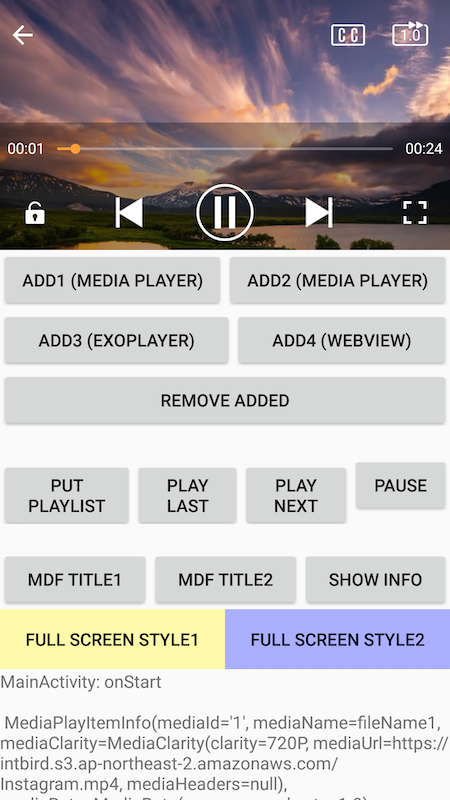 CC 1.0
00:01 00:24
ADD1 (MEDIA PLAYER) ADD2 (MEDIA PLAYER)
ADD3 (EXOPLAYER) ADD4 (WEBVIEW)
REMOVE ADDED
PUT
PLAYLIST
PLAY
LAST
PLAY
NEXT
PAUSE
MDF TITLE1 MDF TITLE2 SHOW INFO
FULL SCREEN STYLE1 FULL SCREEN STYLE2
MainActivity: onStart
MediaPlayItemInfo(mediaId='1', mediaName=fileName1,
mediaClarity=MediaClarity(clarity=720P, mediaUrl=https://
intbird.s3.ap-northeast-2.amazonaws.com/
Instagram.mp4, mediaHeaders=null),